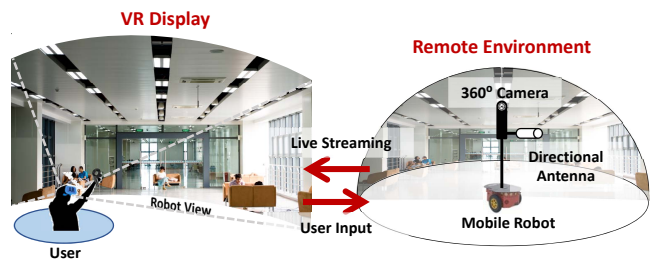 VR Display
Remote Environment
360° Camera
Live Streaming
Directional
Antenna
Robot View
User Input
Mobile Robot
User